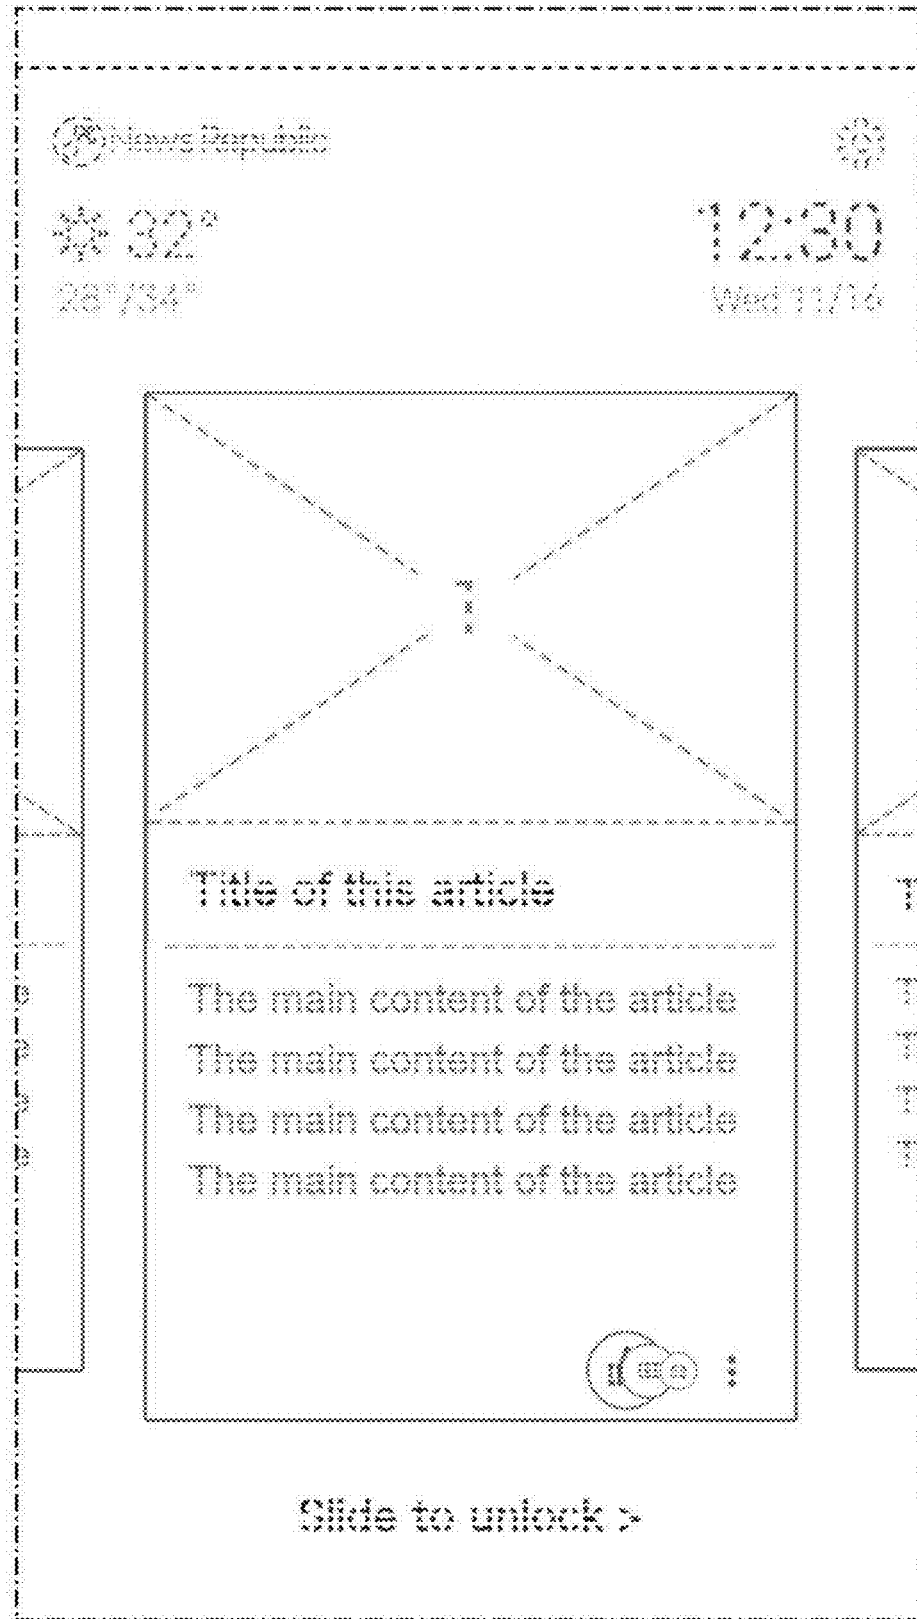 News Republic
32°
12:30
28°/34°
Wed 11/16
1
Title of this article
The main content of the article
The main content of the article
The main content of the article
The main content of the article
T
T
T
T
T
e
e
e
e
Slide to unlock >